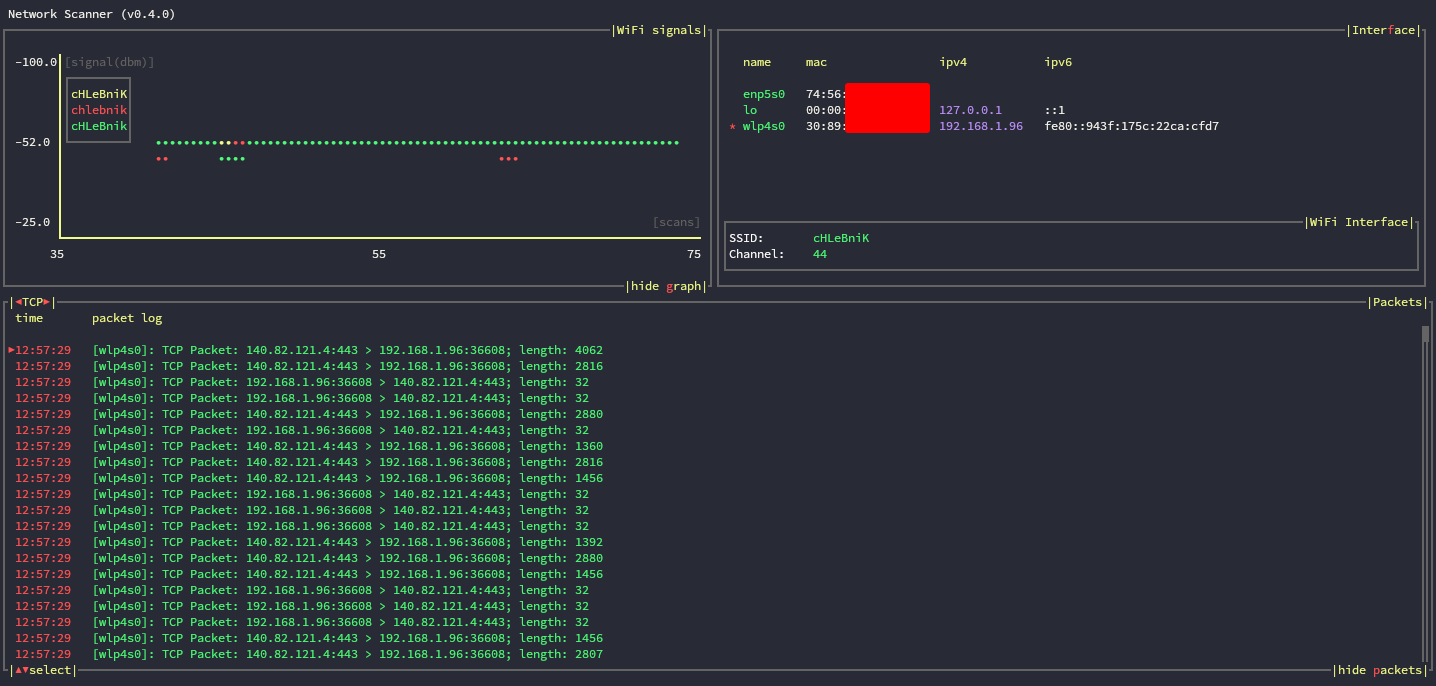 Network Scanner (v0.4.0)
|WiFi signals|
-100.0 [signal(dbm)]
cHLeBniK
chlebnik
cHLeBnik
-52.0
-25.0
[scans]
35 55 75
|hide graph|
|Interface|
name mac ipv4 ipv6
enp5s0 74:56:
lo 00:00: 127.0.0.1 ::1
* wlp4s0 30:89: 192.168.1.96 fe80::943f:175c:22ca:cfd7
|WiFi Interface|
SSID: cHLeBniK
Channel: 44
|◀TCP▶| |Packets|
time packet log
▶12:57:29 [wlp4s0]: TCP Packet: 140.82.121.4:443 > 192.168.1.96:36608; length: 4062
12:57:29 [wlp4s0]: TCP Packet: 140.82.121.4:443 > 192.168.1.96:36608; length: 2816
12:57:29 [wlp4s0]: TCP Packet: 192.168.1.96:36608 > 140.82.121.4:443; length: 32
12:57:29 [wlp4s0]: TCP Packet: 192.168.1.96:36608 > 140.82.121.4:443; length: 32
12:57:29 [wlp4s0]: TCP Packet: 140.82.121.4:443 > 192.168.1.96:36608; length: 2880
12:57:29 [wlp4s0]: TCP Packet: 192.168.1.96:36608 > 140.82.121.4:443; length: 32
12:57:29 [wlp4s0]: TCP Packet: 140.82.121.4:443 > 192.168.1.96:36608; length: 1360
12:57:29 [wlp4s0]: TCP Packet: 140.82.121.4:443 > 192.168.1.96:36608; length: 2816
12:57:29 [wlp4s0]: TCP Packet: 140.82.121.4:443 > 192.168.1.96:36608; length: 1456
12:57:29 [wlp4s0]: TCP Packet: 192.168.1.96:36608 > 140.82.121.4:443; length: 32
12:57:29 [wlp4s0]: TCP Packet: 192.168.1.96:36608 > 140.82.121.4:443; length: 32
12:57:29 [wlp4s0]: TCP Packet: 192.168.1.96:36608 > 140.82.121.4:443; length: 32
12:57:29 [wlp4s0]: TCP Packet: 140.82.121.4:443 > 192.168.1.96:36608; length: 1392
12:57:29 [wlp4s0]: TCP Packet: 140.82.121.4:443 > 192.168.1.96:36608; length: 2880
12:57:29 [wlp4s0]: TCP Packet: 140.82.121.4:443 > 192.168.1.96:36608; length: 1456
12:57:29 [wlp4s0]: TCP Packet: 192.168.1.96:36608 > 140.82.121.4:443; length: 32
12:57:29 [wlp4s0]: TCP Packet: 192.168.1.96:36608 > 140.82.121.4:443; length: 32
12:57:29 [wlp4s0]: TCP Packet: 192.168.1.96:36608 > 140.82.121.4:443; length: 32
12:57:29 [wlp4s0]: TCP Packet: 140.82.121.4:443 > 192.168.1.96:36608; length: 1456
12:57:29 [wlp4s0]: TCP Packet: 140.82.121.4:443 > 192.168.1.96:36608; length: 2807
|▲▼select| |hide packets|